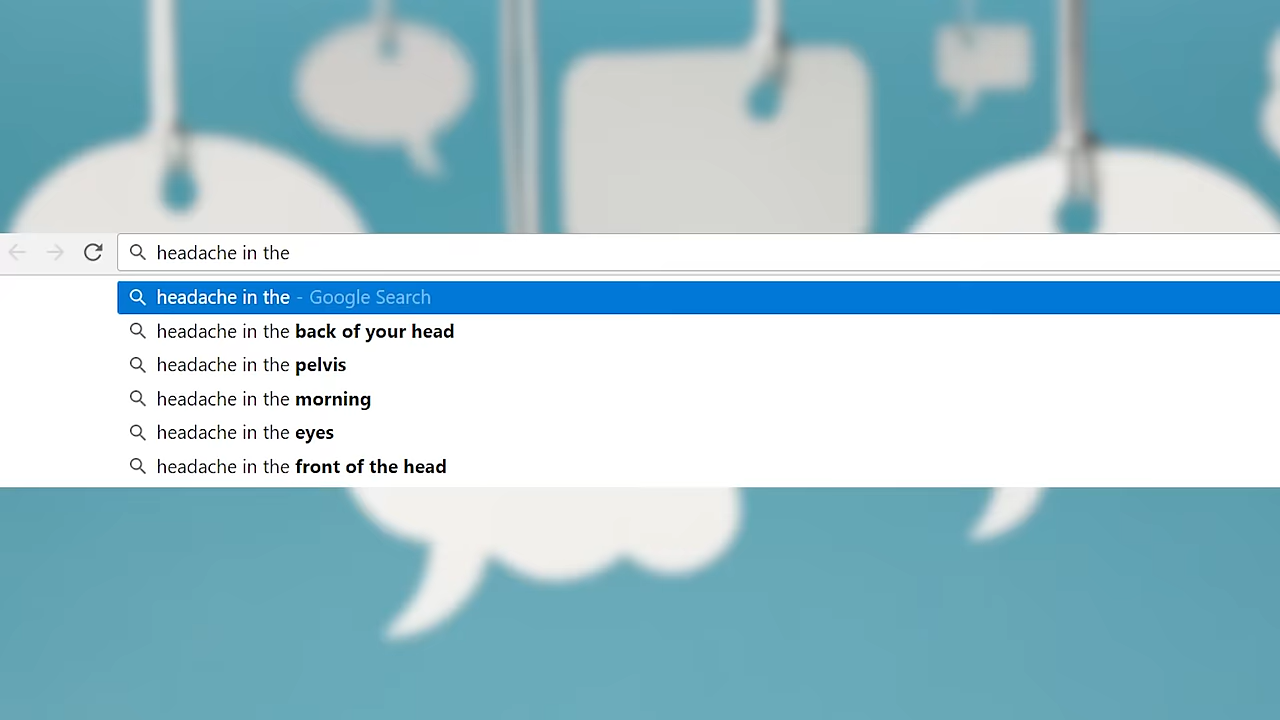 headache in the
headache in the - Google Search
headache in the back of your head
headache in the pelvis
headache in the morning
headache in the eyes
headache in the front of the head